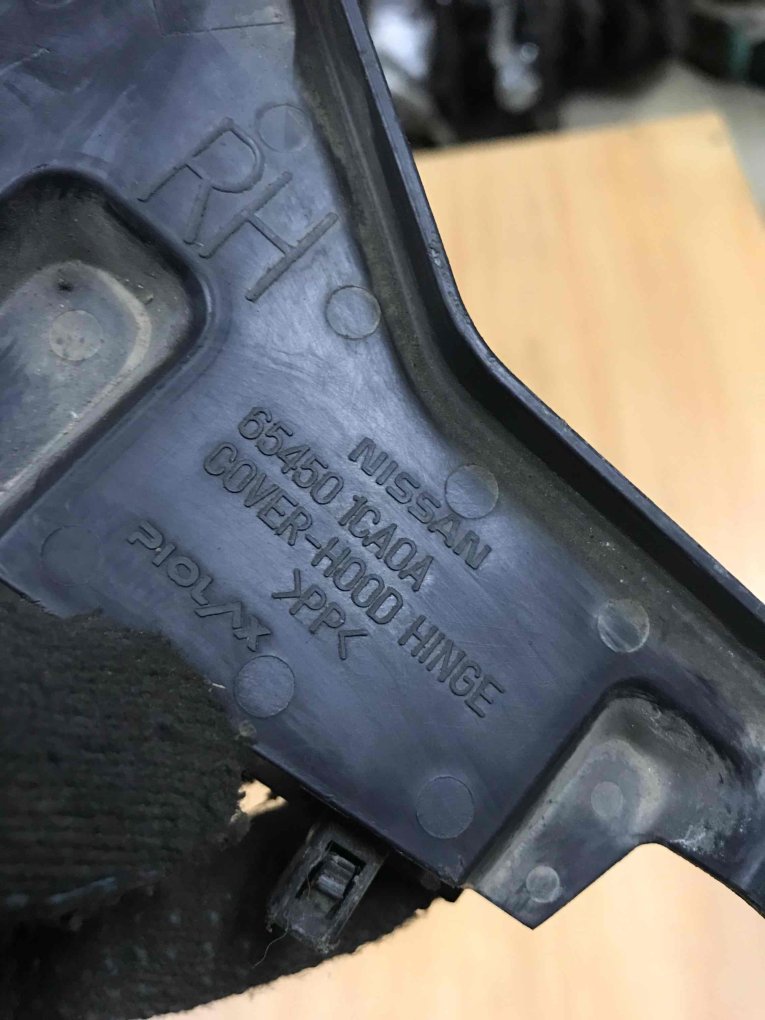 RH
NISSAN
65450 1CA0A
COVER-HOOD HINGE
>PP<
PIOLAX